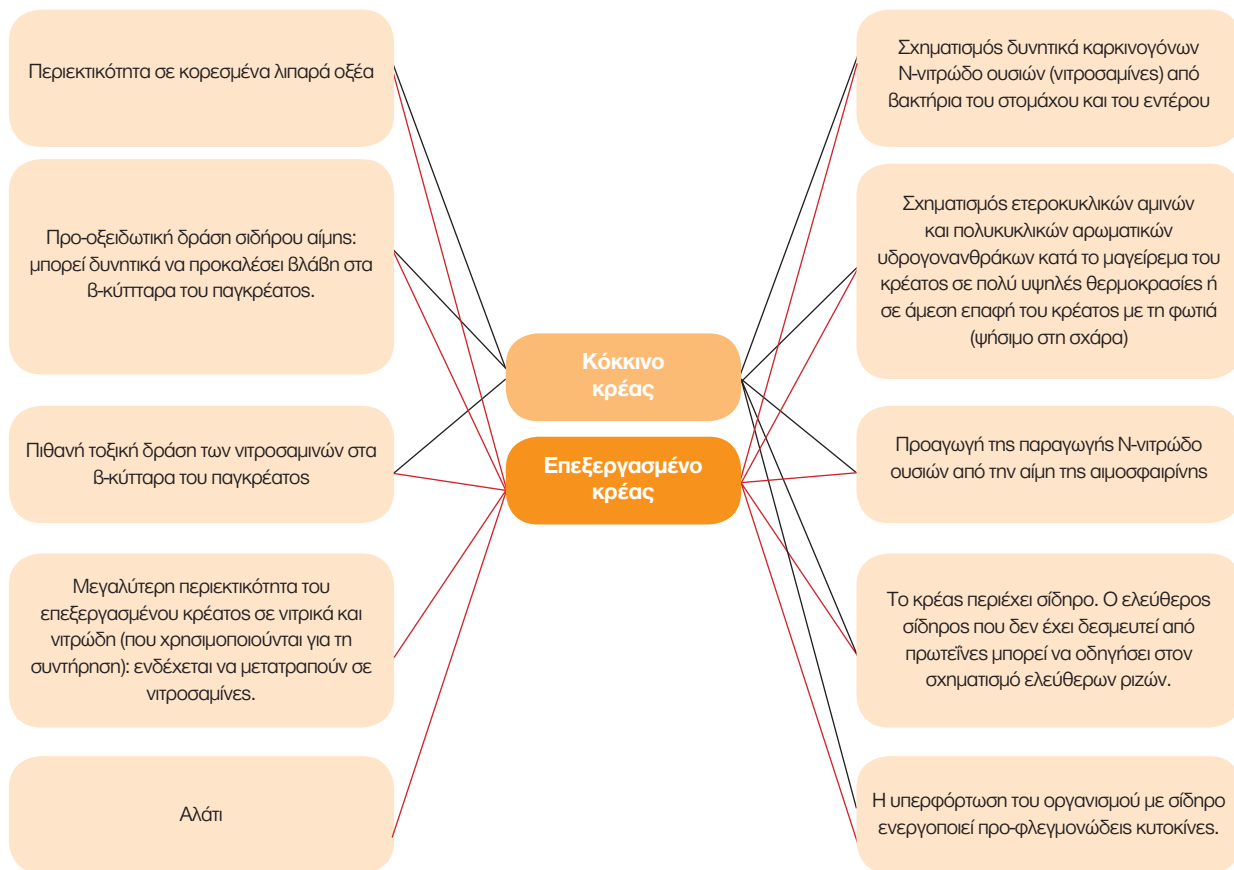 Περιεκτικότητα σε κορεσμένα λιπαρά οξέα
Προ-οξειδωτική δράση σιδήρου αίμης:
μπορεί δυνητικά να προκαλέσει βλάβη στα
β-κύτπταρα του παγκρέατος.
Πιθανή τοξική δράση των νιτροσαμινών στα
β-κύτταρα του παγκρέατος
Μεγαλύτερη περιεκτικότητα του
επεξεργασμένου κρέατος σε νιτρικά και
νιτρώδη (που χρησιμοποιούνται για τη
συντήρηση): ενδέχεται να μετατραπούν σε
νιτροσαμίνες.
Αλάτι
Κόκκινο
κρέας
Επεξεργασμένο
κρέας
Σχηματισμός δυνητικά καρκινογόνων
Ν-νιτρώδο ουσιών (νιτροσαμίνες) από
βακτήρια του στομάχου και του εντέρου
Σχηματισμός ετεροκυκλικών αμινών
και πολυκυκλικών αρωματικών
υδρογονανθράκων κατά το μαγείρεμα του
κρέατος σε πολύ υψηλές θερμοκρασίες ή
σε άμεση επαφή του κρέατος με τη φωτιά
(ψήσιμο στη σχάρα)
Προαγωγή της παραγωγής Ν-νιτρώδο
ουσιών από την αίμη της αιμοσφαιρίνης
Το κρέας περιέχει σίδηρο. Ο ελεύθερος
σίδηρος που δεν έχει δεσμευτεί από
πρωτεΐνες μπορεί να οδηγήσει στον
σχηματισμό ελεύθερων ριζών.
Η υπερφόρτωση του οργανισμού με σίδηρο
ενεργοποιεί προ-φλεγμονώδεις κυτοκίνες.